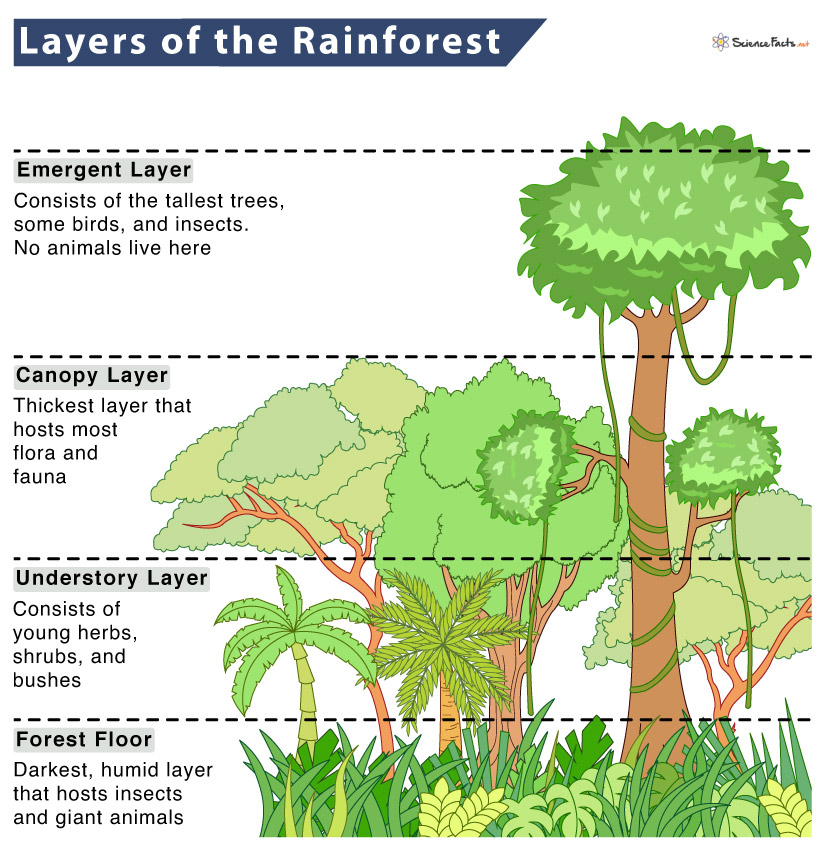 Layers of the Rainforest
ScienceFacts.net
Emergent Layer
Consists of the tallest trees,
some birds, and insects.
No animals live here
Canopy Layer
Thickest layer that
hosts most
flora and
fauna
Understory Layer
Consists of
young herbs,
shrubs, and
bushes
Forest Floor
Darkest, humid layer
that hosts insects
and giant animals